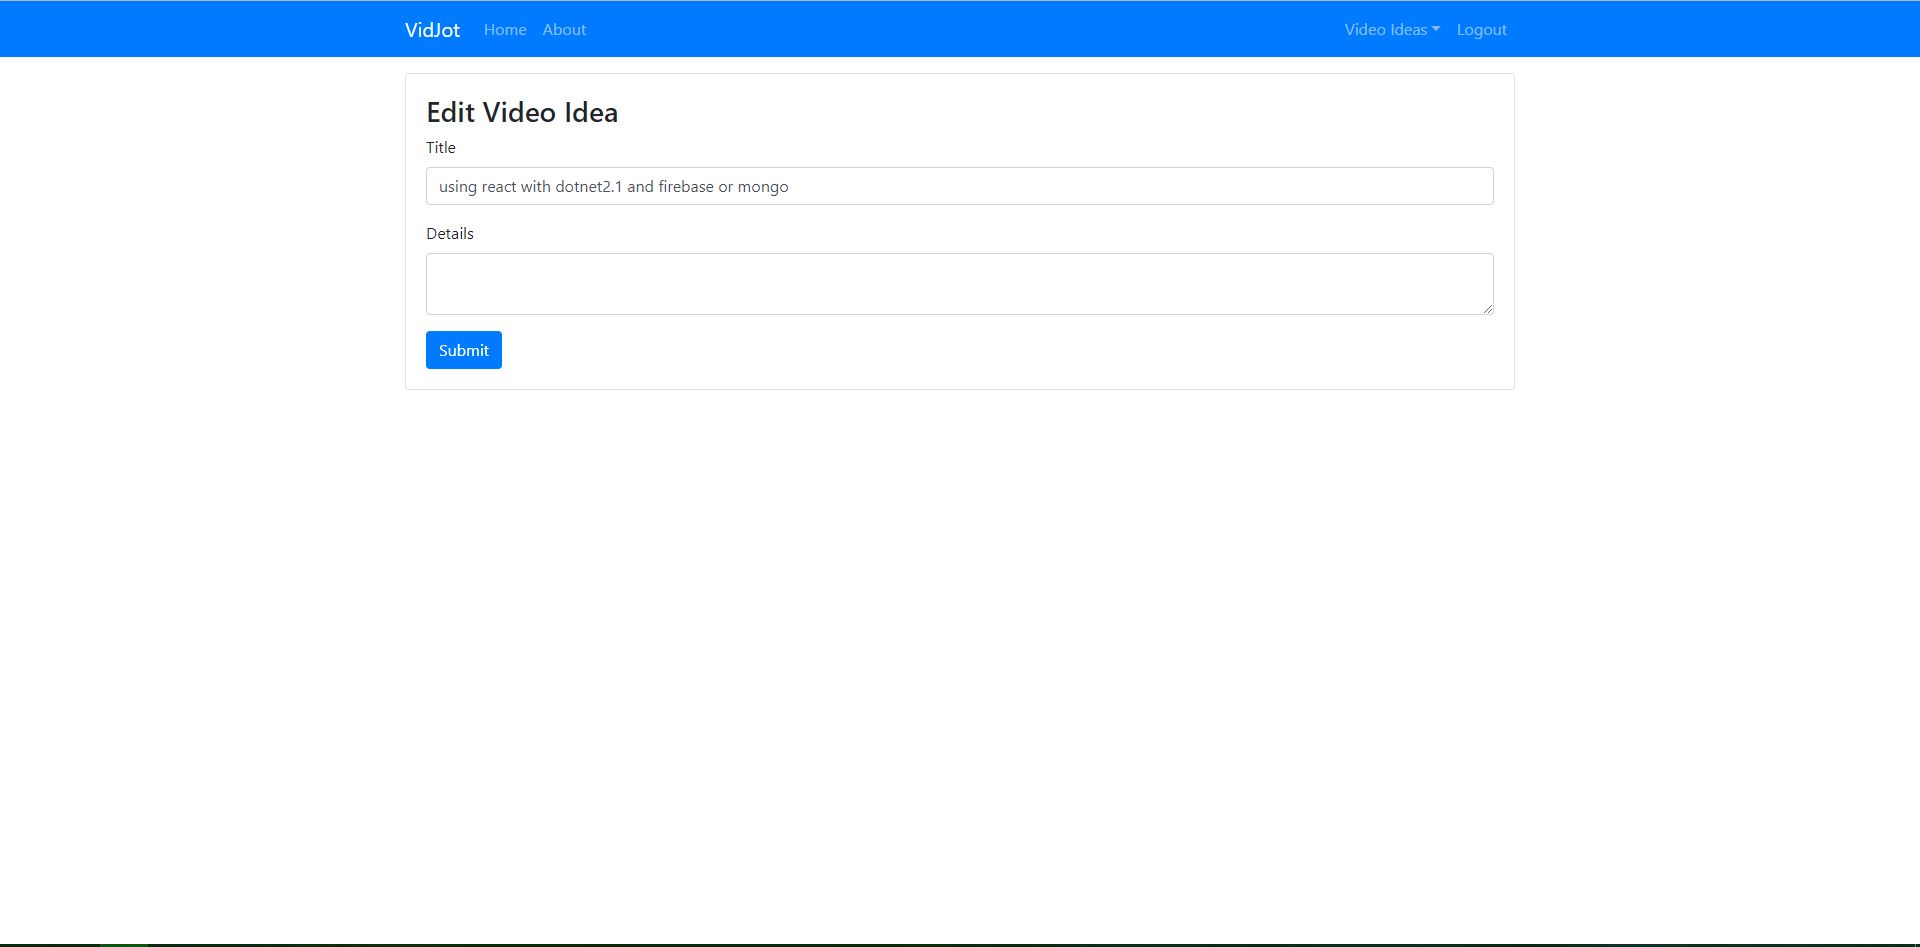 VidJot Home About Video Ideas Logout
Edit Video Idea
Title
using react with dotnet2.1 and firebase or mongo
Details
Submit